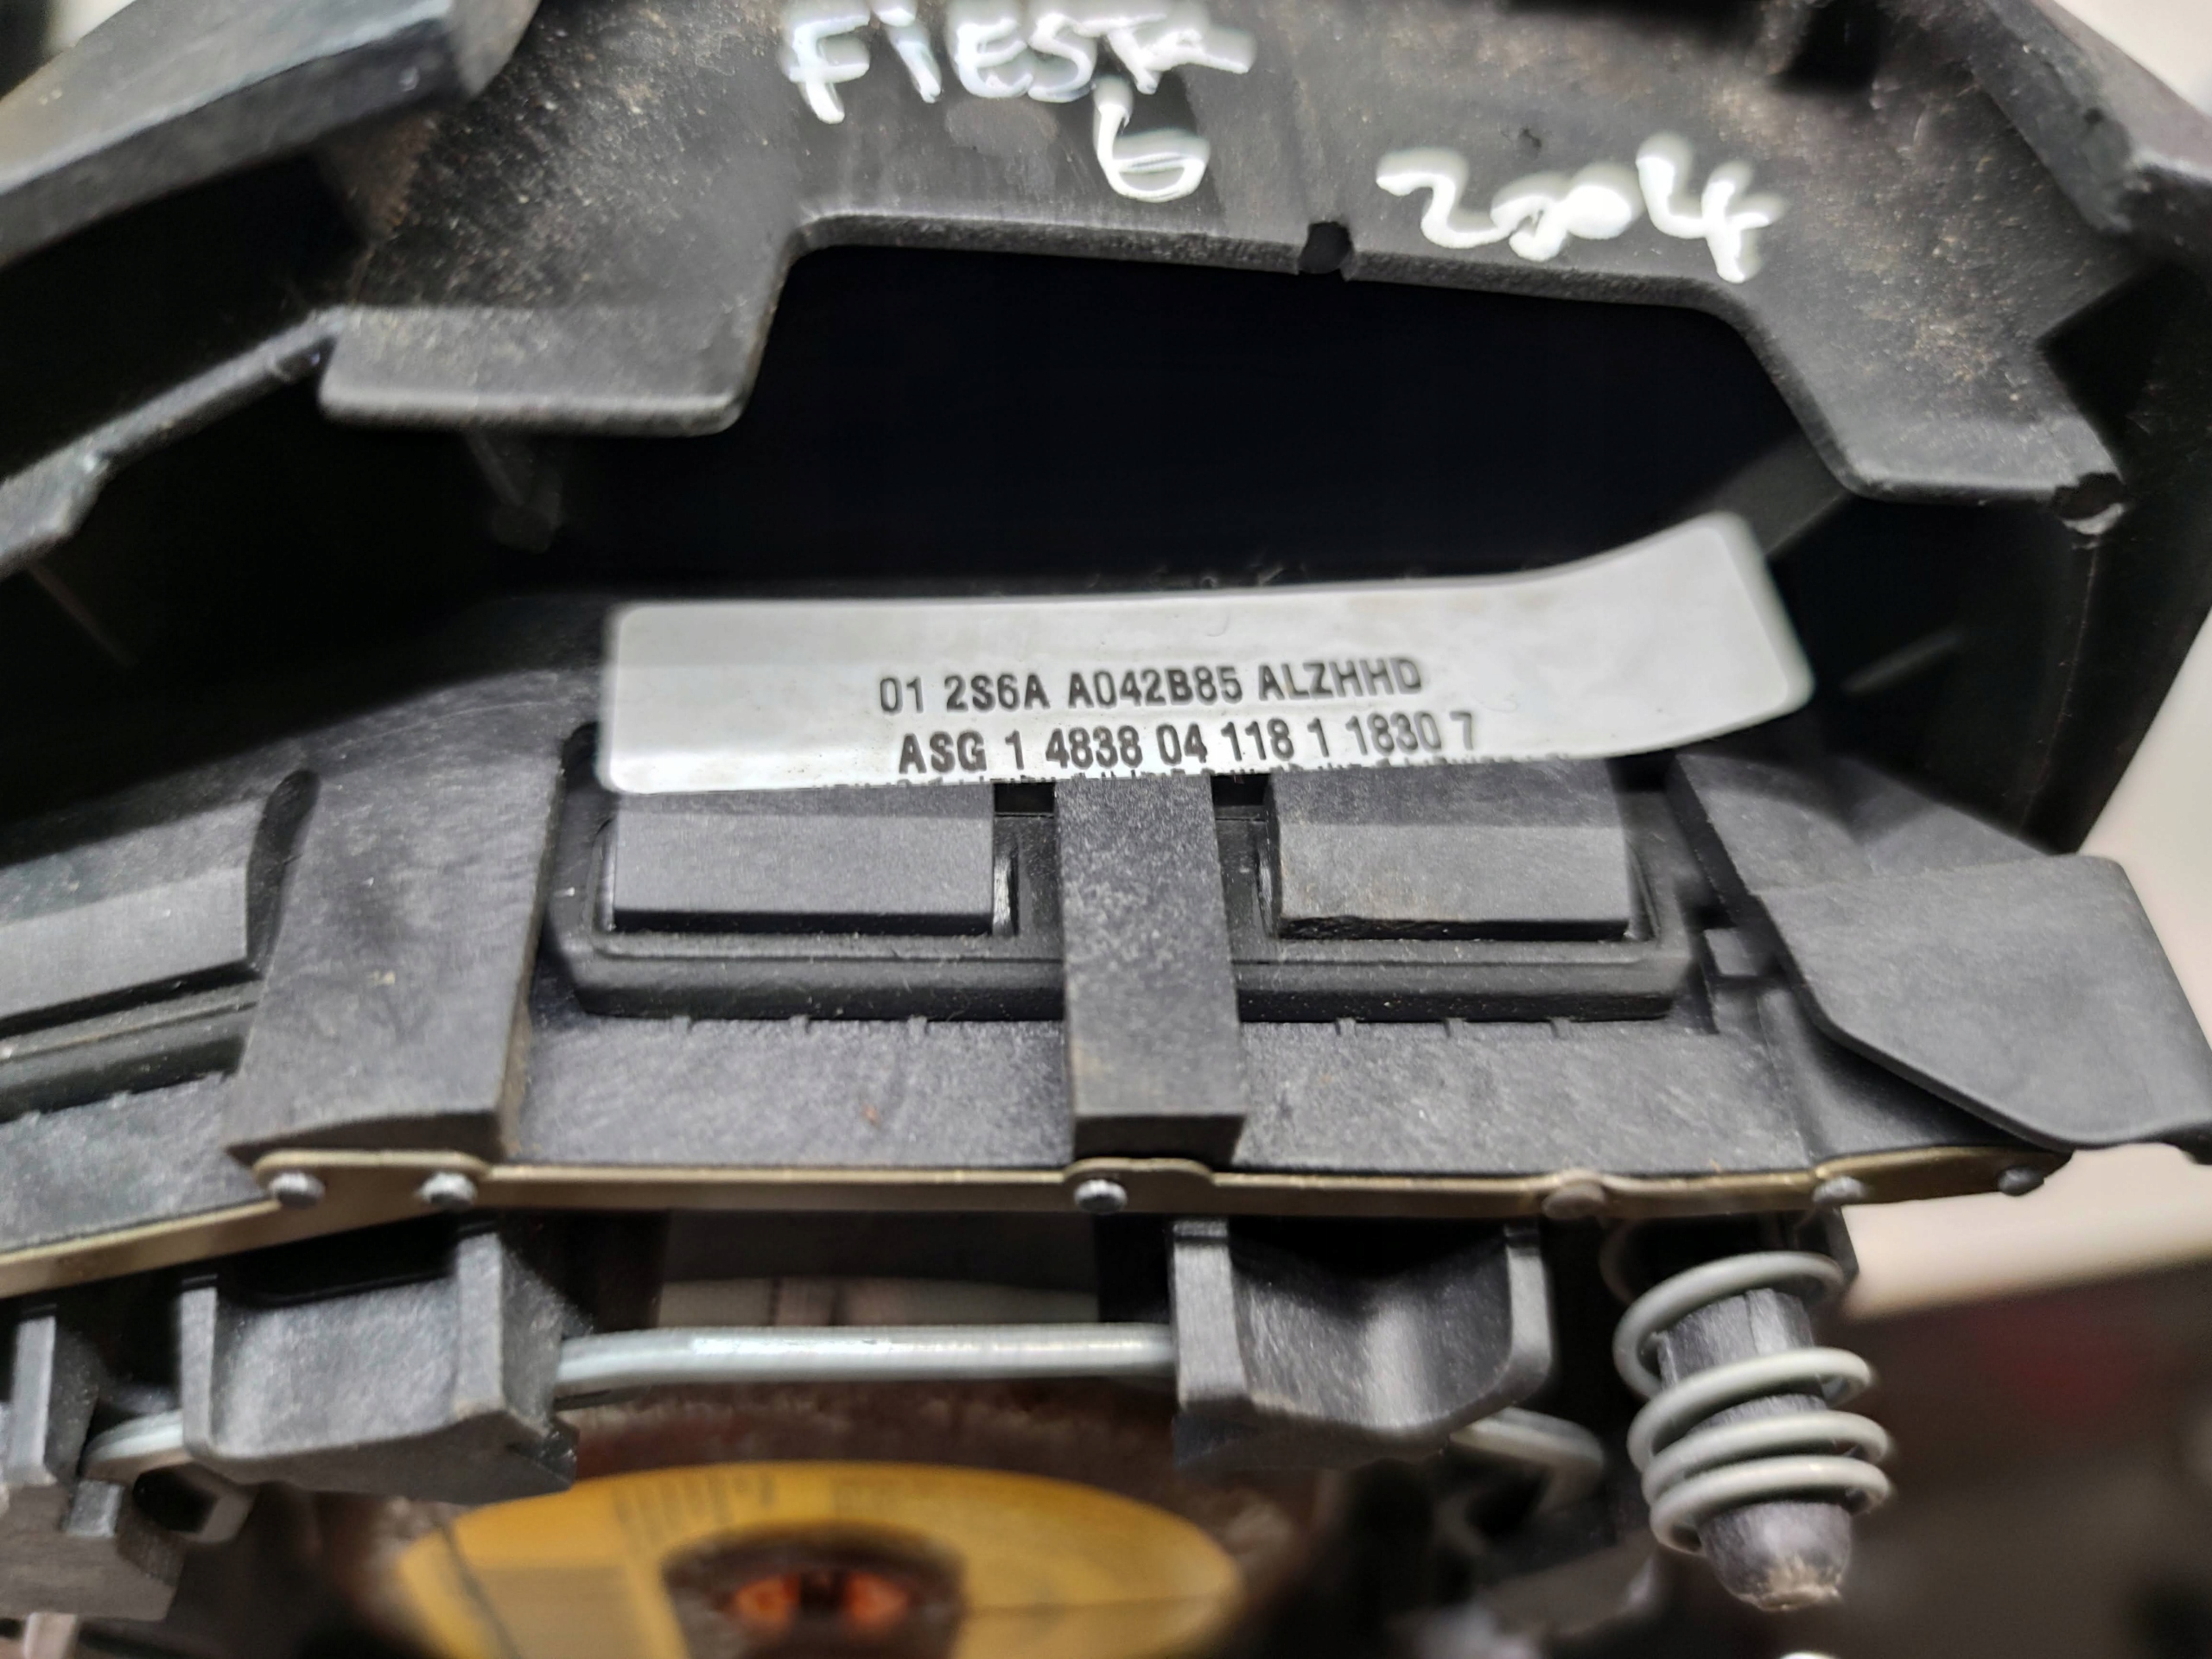 FiESTA
6
2004
01 2S6A A042B85 ALZHHD
ASG 1 4838 04 118 1 1830 7